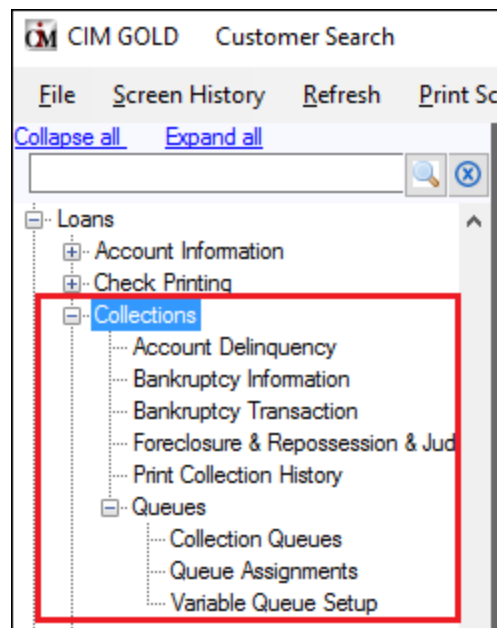 CIM GOLD Customer Search
File Screen History Refresh Print Sc
Collapse all Expand all
Loans
Account Information
Check Printing
Collections
Account Delinquency
Bankruptcy Information
Bankruptcy Transaction
Foreclosure & Repossession & Jud
Print Collection History
Queues
Collection Queues
Queue Assignments
Variable Queue Setup